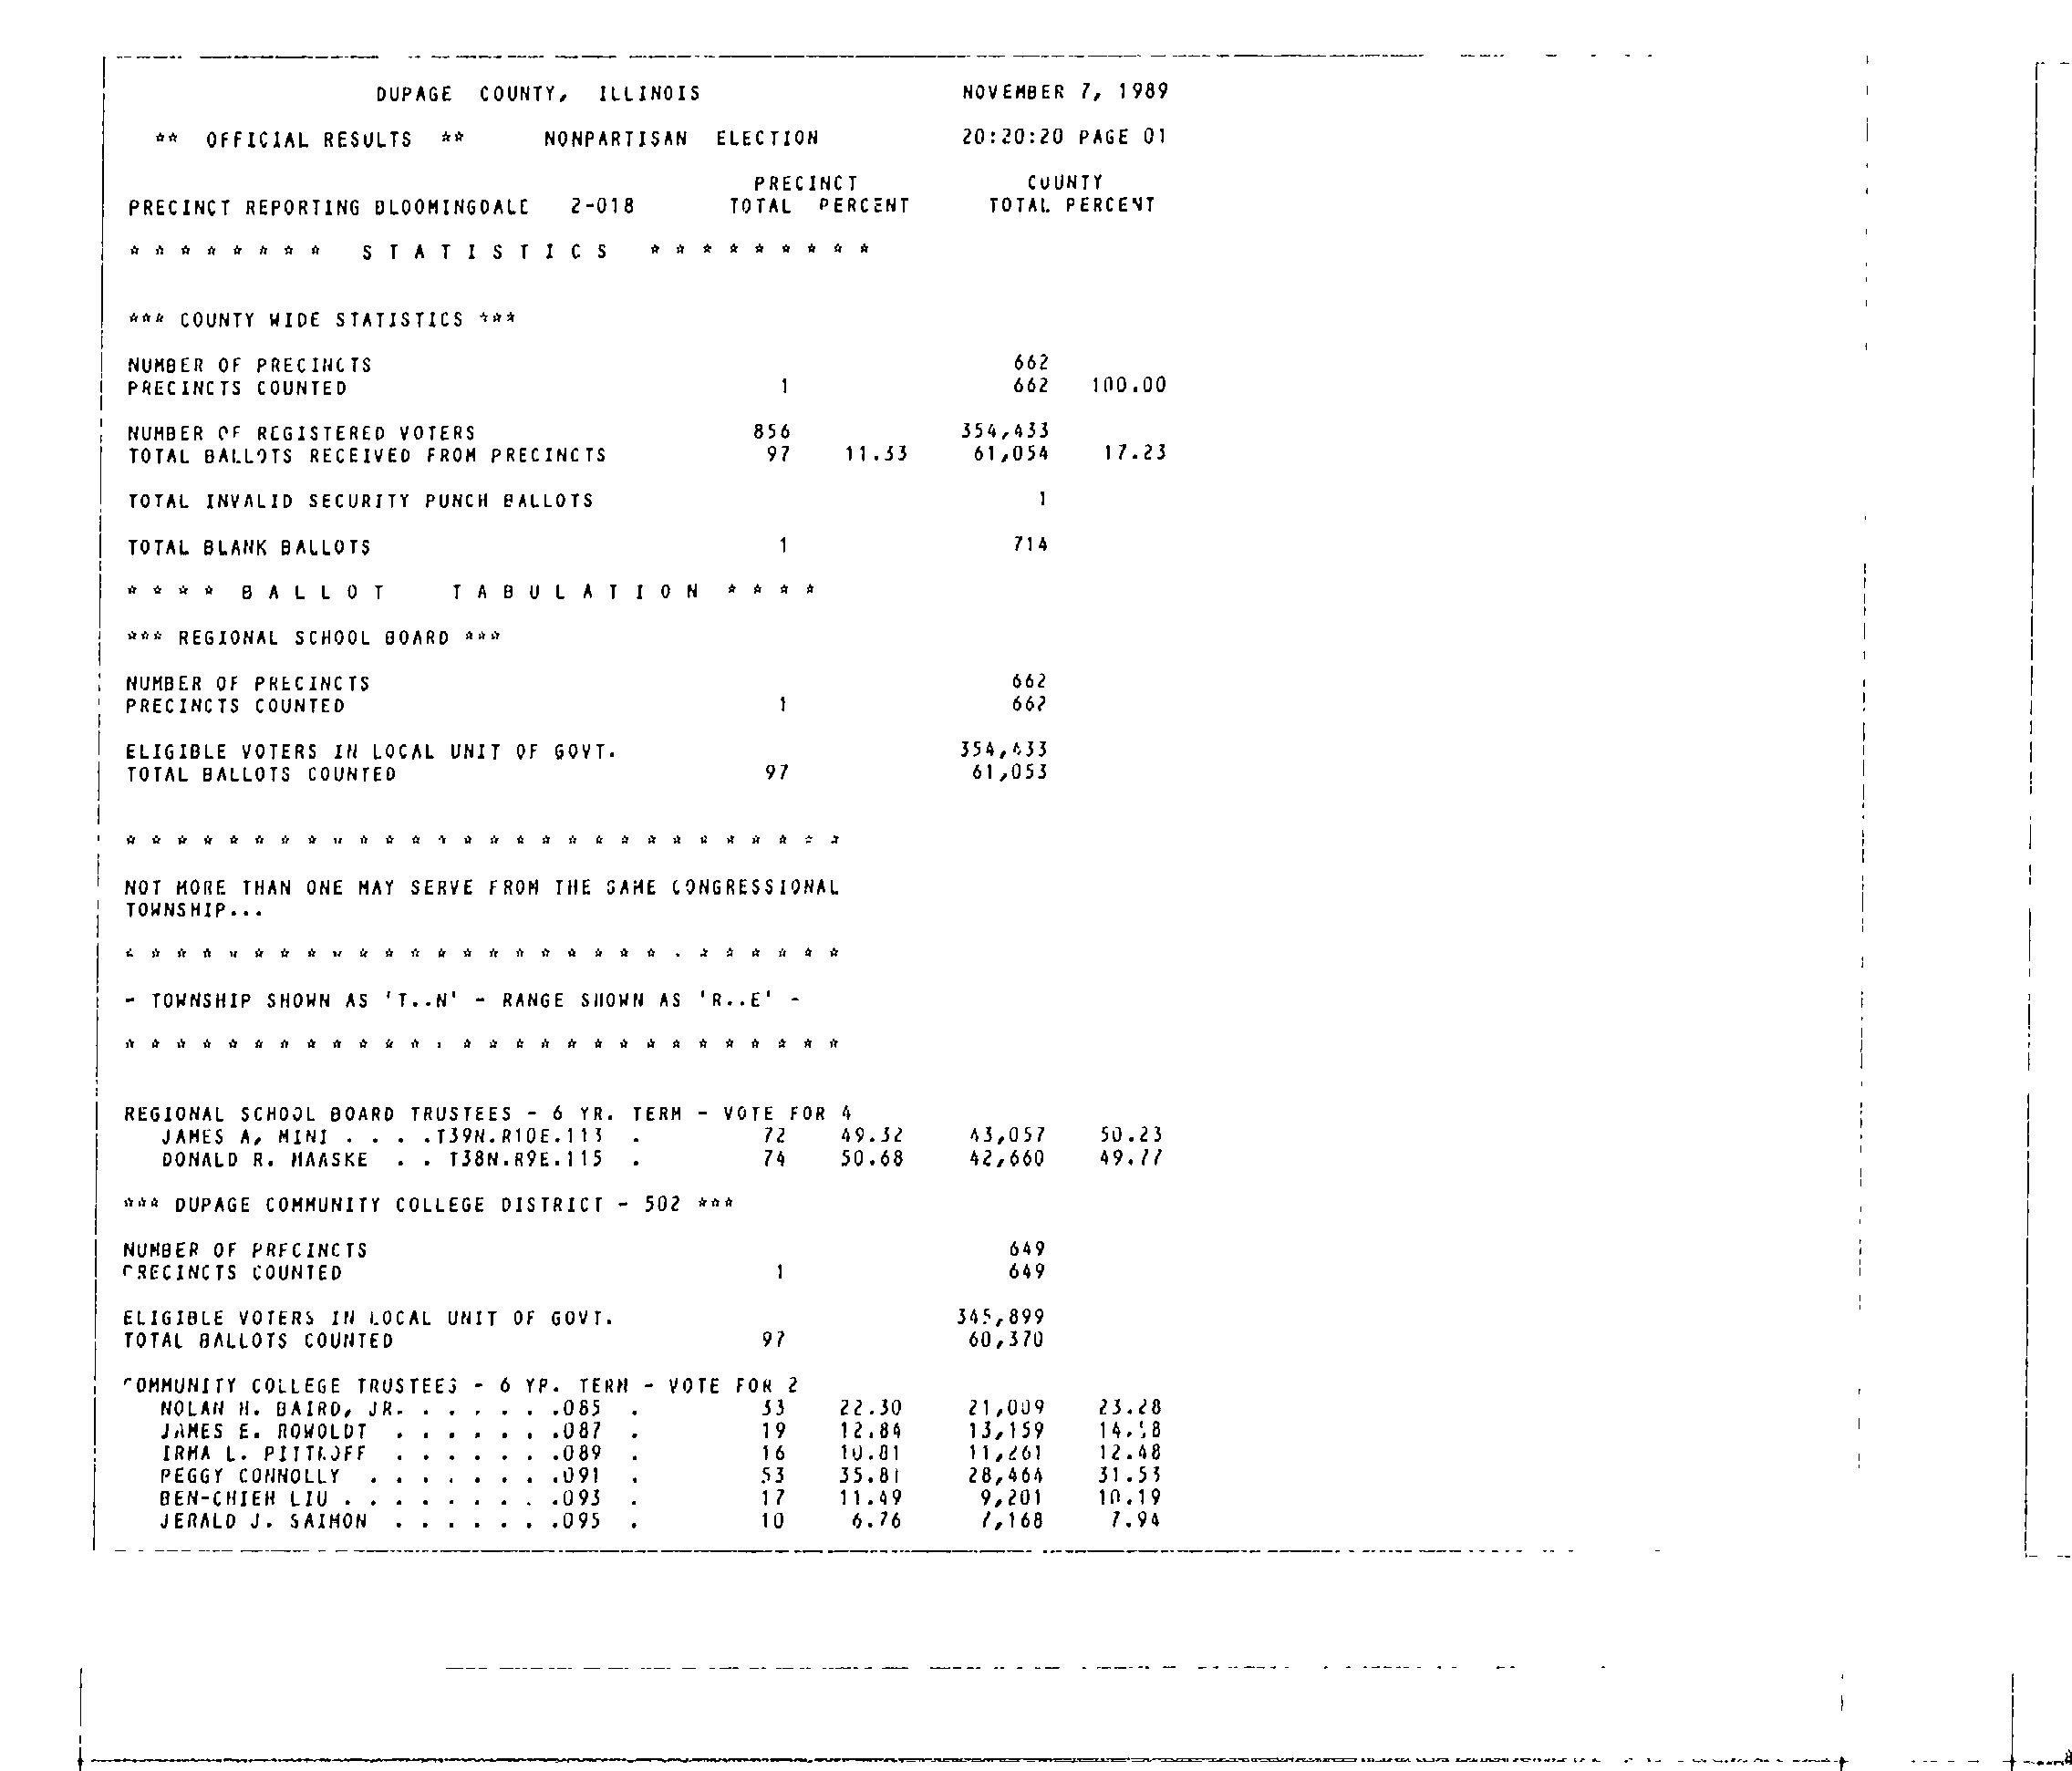 DUPAGE COUNTY, ILLINOIS NOVEMBER 7, 1989
** OFFICIAL RESULTS ** NONPARTISAN ELECTION 20:20:20 PAGE 01
PRECINCT COUNTY
PRECINCT REPORTING BLOOMINGDALE 2-018 TOTAL PERCENT TOTAL PERCENT
* * * * * * * * S T A T I S T I C S * * * * * * * * *
*** COUNTY WIDE STATISTICS ***
NUMBER OF PRECINCTS 662
PRECINCTS COUNTED 1 662 100.00
NUMBER OF REGISTERED VOTERS 856 354,433
TOTAL BALLOTS RECEIVED FROM PRECINCTS 97 11.33 61,054 17.23
TOTAL INVALID SECURITY PUNCH BALLOTS 1
TOTAL BLANK BALLOTS 1 714
* * * * B A L L O T T A B U L A T I O N * * * *
*** REGIONAL SCHOOL BOARD ***
NUMBER OF PRECINCTS 662
PRECINCTS COUNTED 1 662
ELIGIBLE VOTERS IN LOCAL UNIT OF GOVT. 354,433
TOTAL BALLOTS COUNTED 97 61,053
* * * * * * * * * * * * * * * * * * * * * * * * * * * *
NOT MORE THAN ONE MAY SERVE FROM THE SAME CONGRESSIONAL
TOWNSHIP...
* * * * * * * * * * * * * * * * * * * * * * * * * * * *
- TOWNSHIP SHOWN AS 'T..N' - RANGE SHOWN AS 'R..E' -
* * * * * * * * * * * * * * * * * * * * * * * * * * * *
REGIONAL SCHOOL BOARD TRUSTEES - 6 YR. TERM - VOTE FOR 4
JAMES A, MINI . . . .T39N.R10E.113 . 72 49.32 43,057 50.23
DONALD R. MAASKE . . T38N.R9E.115 . 74 50.68 42,660 49.77
*** DUPAGE COMMUNITY COLLEGE DISTRICT - 502 ***
NUMBER OF PRECINCTS 649
PRECINCTS COUNTED 1 649
ELIGIBLE VOTERS IN LOCAL UNIT OF GOVT. 345,899
TOTAL BALLOTS COUNTED 97 60,370
COMMUNITY COLLEGE TRUSTEES - 6 YR. TERM - VOTE FOR 2
NOLAN H. BAIRD, JR. . . . . . .085 . 33 22.30 21,009 23.28
JAMES E. ROWOLDT . . . . . . .087 . 19 12.84 13,159 14.58
IRMA L. PITTROFF . . . . . . .089 . 16 10.81 11,261 12.48
PEGGY CONNOLLY . . . . . . . .091 . 53 35.81 28,464 31.53
BEN-CHIEH LIU . . . . . . . . .093 . 17 11.49 9,201 10.19
JERALD J. SAIMON . . . . . . .095 . 10 6.76 7,168 7.94